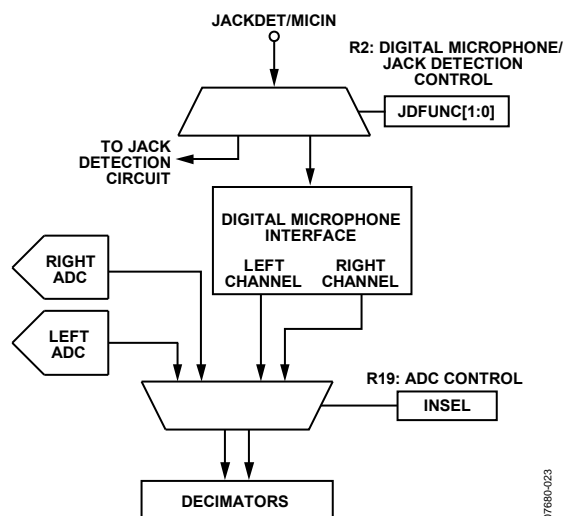 JACKDET/MICIN
R2: DIGITAL MICROPHONE/
JACK DETECTION
CONTROL
JDFUNC[1:0]
TO JACK
DETECTION
CIRCUIT
DIGITAL MICROPHONE
INTERFACE
LEFT
CHANNEL
RIGHT
CHANNEL
RIGHT
ADC
LEFT
ADC
R19: ADC CONTROL
INSEL
DECIMATORS
07680-023